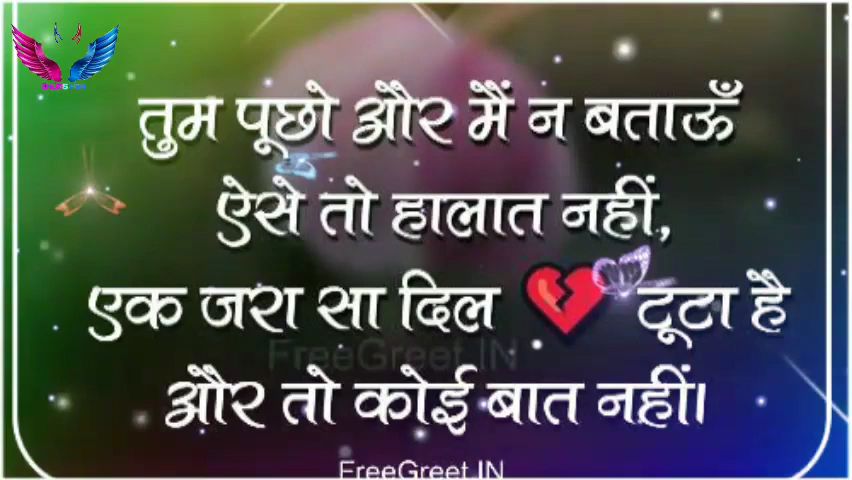 तुम पूछो और मैं न बताऊँ
ऐसे तो हालात नहीं,
एक जरा सा दिल 💔 टूटा है
और तो कोई बात नहीं।
FreeGreet.IN
FreeGreet.IN